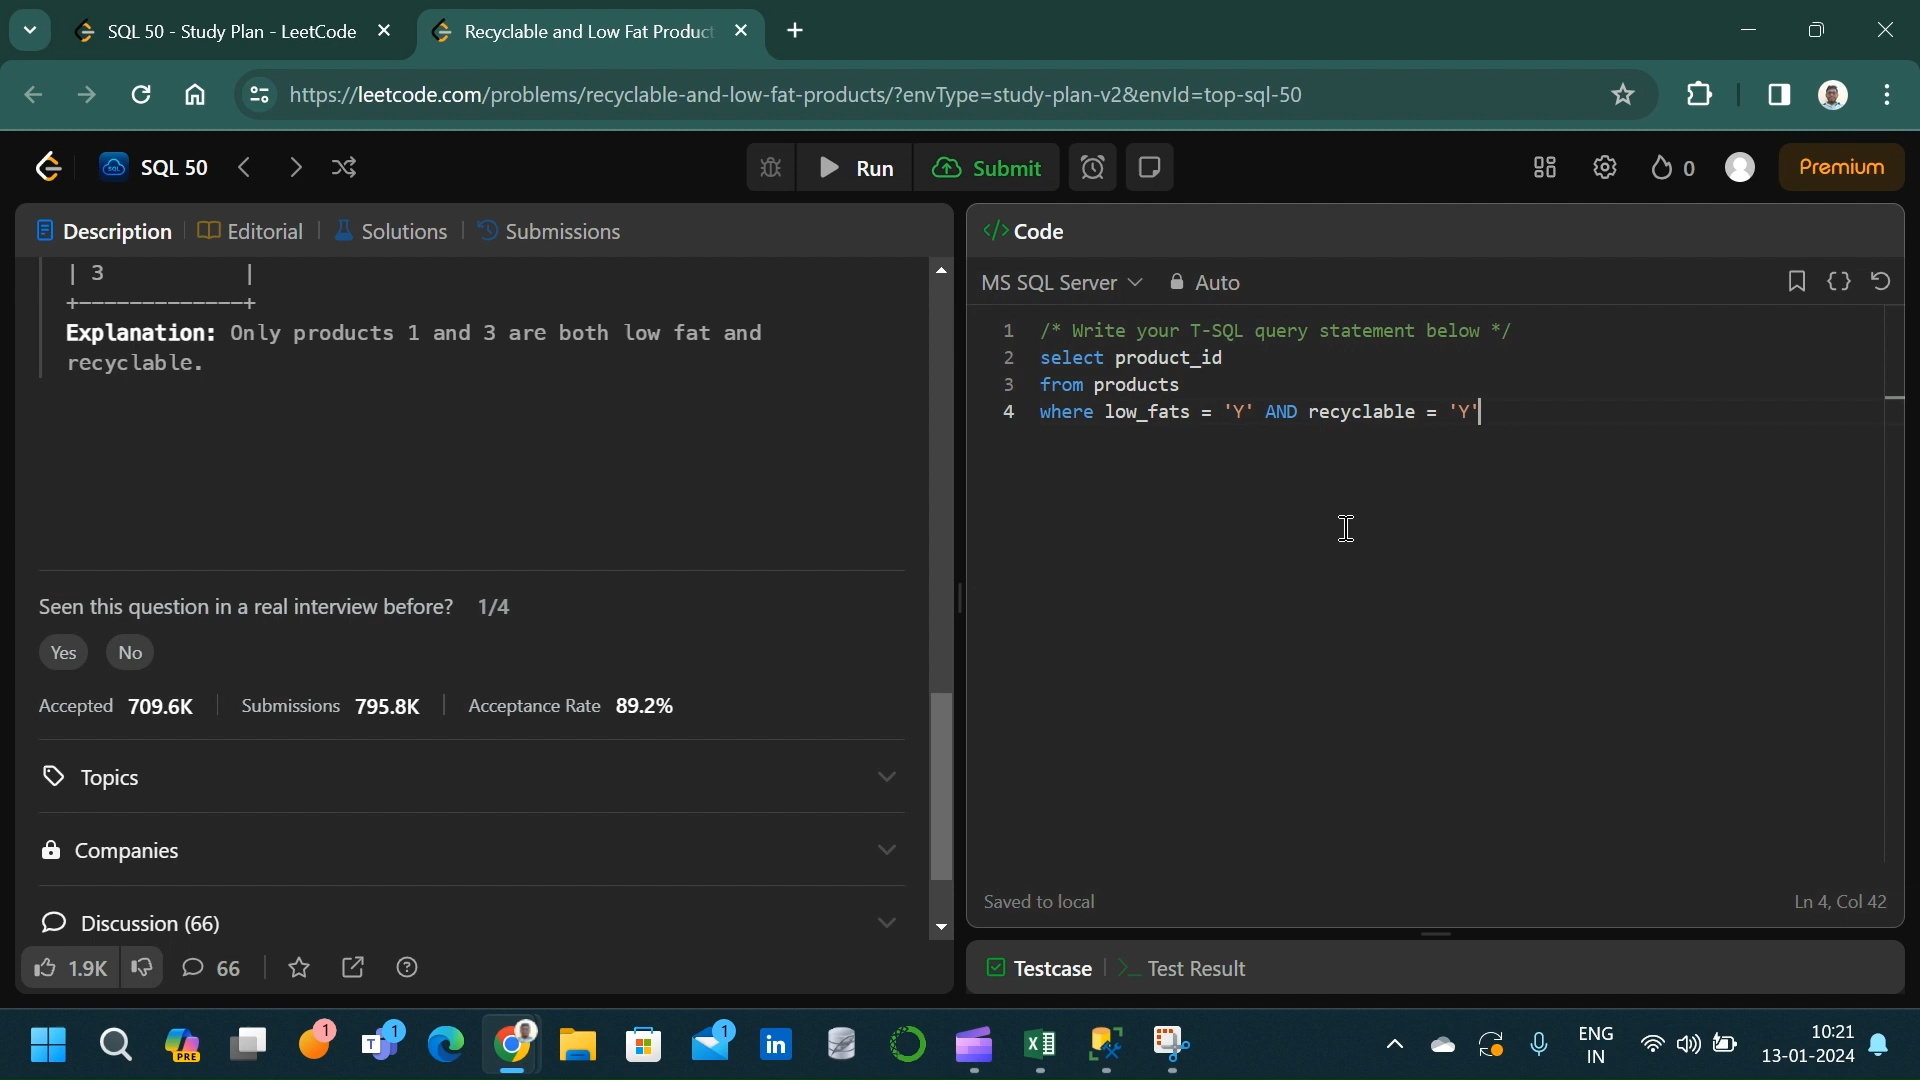 SQL 50 - Study Plan - LeetCode
Recyclable and Low Fat Product
https://leetcode.com/problems/recyclable-and-low-fat-products/?envType=study-plan-v2&envId=top-sql-50
SQL 50
Run
Submit
0
Premium
Description
Editorial
Solutions
Submissions
| 3 |
+-------------+
Explanation: Only products 1 and 3 are both low fat and
recyclable.
Seen this question in a real interview before? 1/4
Yes
No
Accepted 709.6K
Submissions 795.8K
Acceptance Rate 89.2%
Topics
Companies
Discussion (66)
1.9K
66
</> Code
MS SQL Server
Auto
1 /* Write your T-SQL query statement below */
2 select product_id
3 from products
4 where low_fats = 'Y' AND recyclable = 'Y'
Saved to local
Ln 4, Col 42
Testcase
Test Result
PRE
1
T 1
1
in
ENG
IN
10:21
13-01-2024